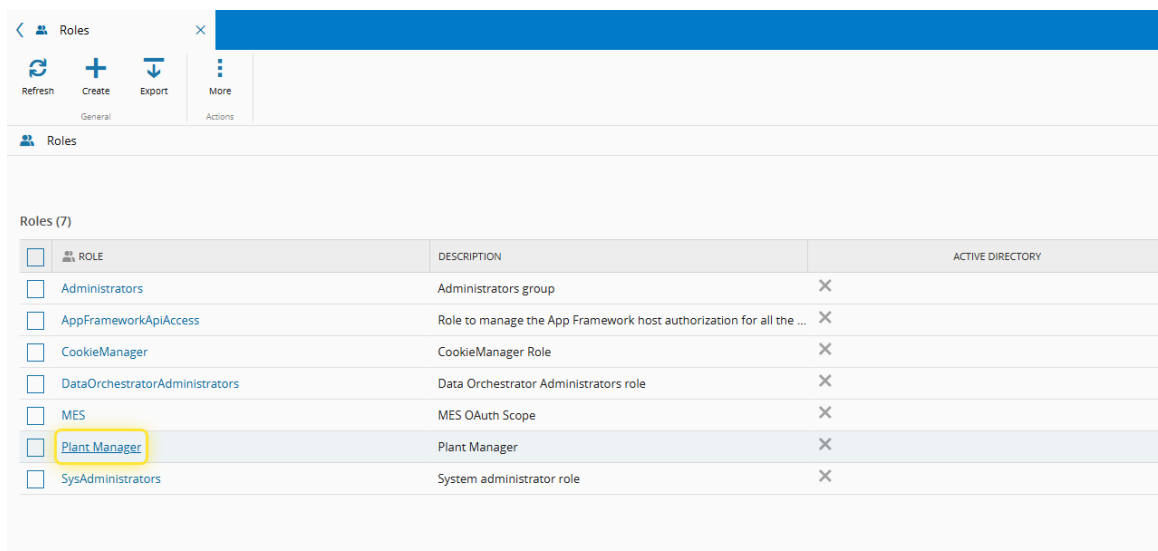 Roles
Refresh Create Export More
General Actions
Roles
Roles (7)
ROLE DESCRIPTION ACTIVE DIRECTORY
Administrators Administrators group
AppFrameworkApiAccess Role to manage the App Framework host authorization for all the ...
CookieManager CookieManager Role
DataOrchestratorAdministrators Data Orchestrator Administrators role
MES MES OAuth Scope
Plant Manager Plant Manager
SysAdministrators System administrator role